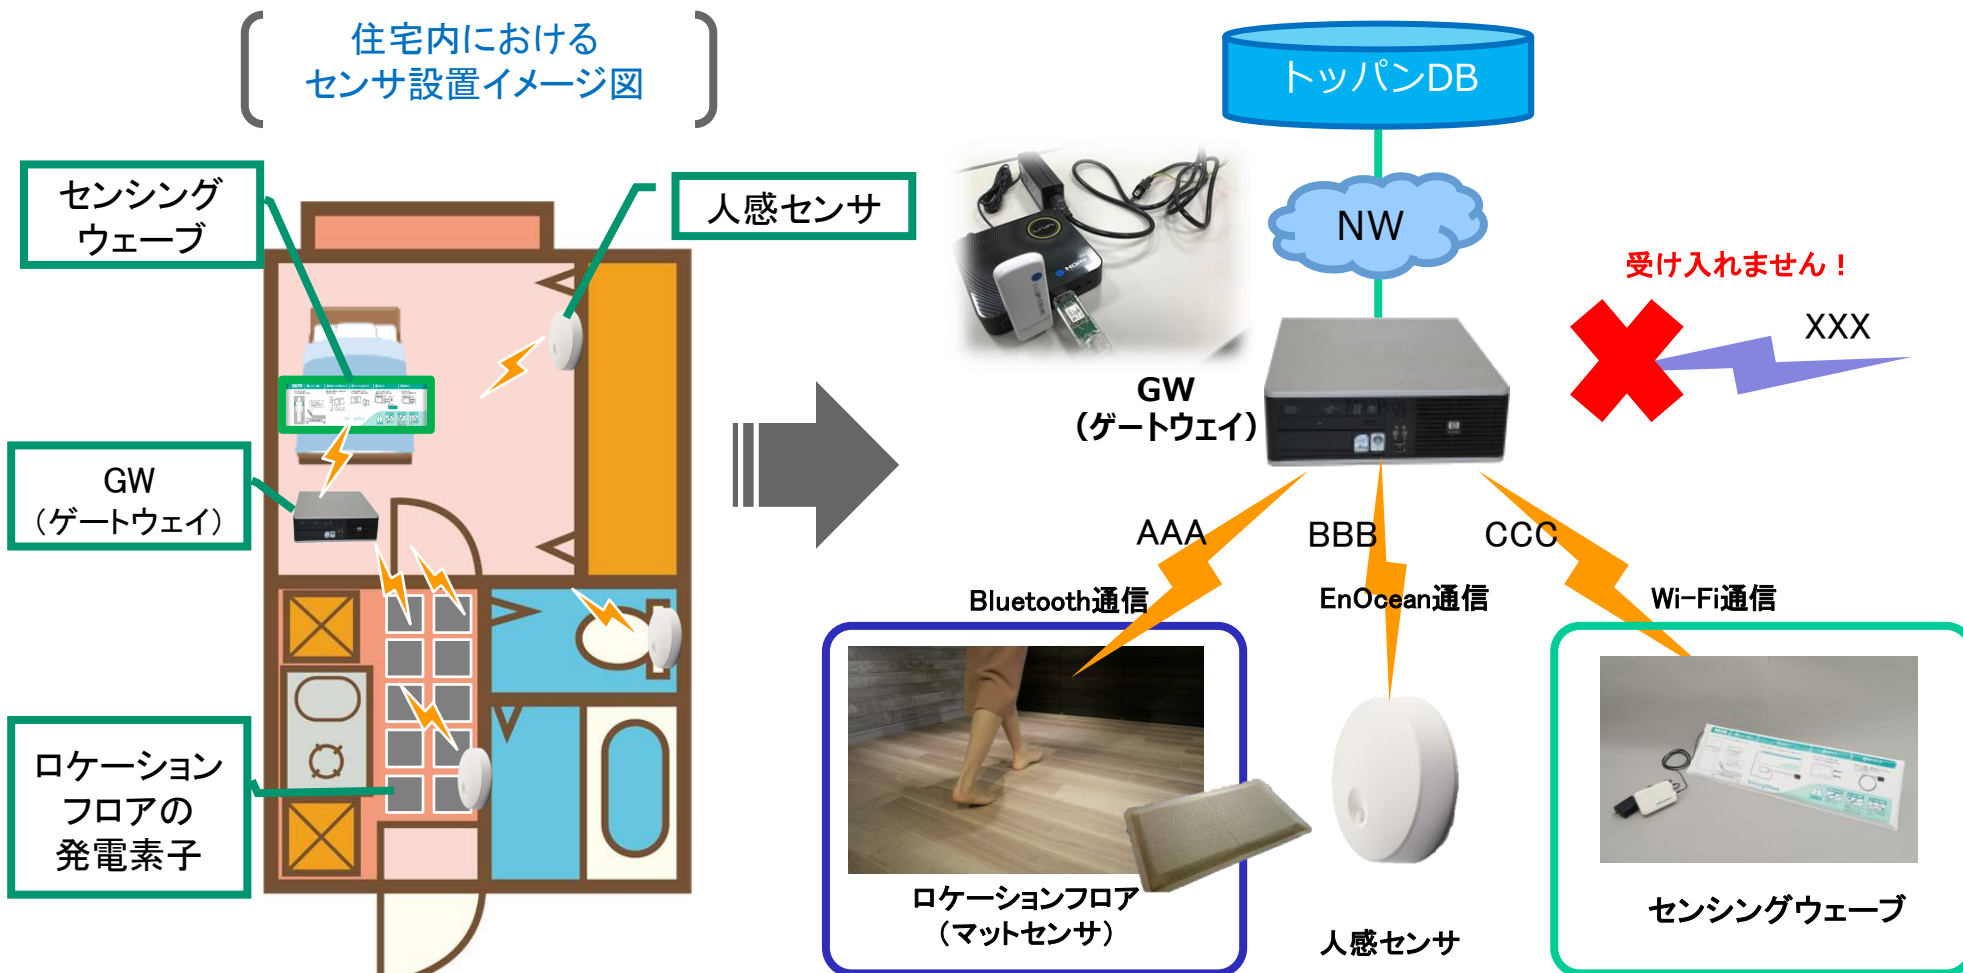 住宅内における
センサ設置イメージ図
センシング
ウェーブ
人感センサ
GW
（ゲートウェイ）
ロケーション
フロアの
発電素子
トッパンDB
NW
受け入れません！
XXX
GW
（ゲートウェイ）
AAA
BBB
CCC
Bluetooth通信
EnOcean通信
Wi-Fi通信
ロケーションフロア
（マットセンサ）
人感センサ
センシングウェーブ